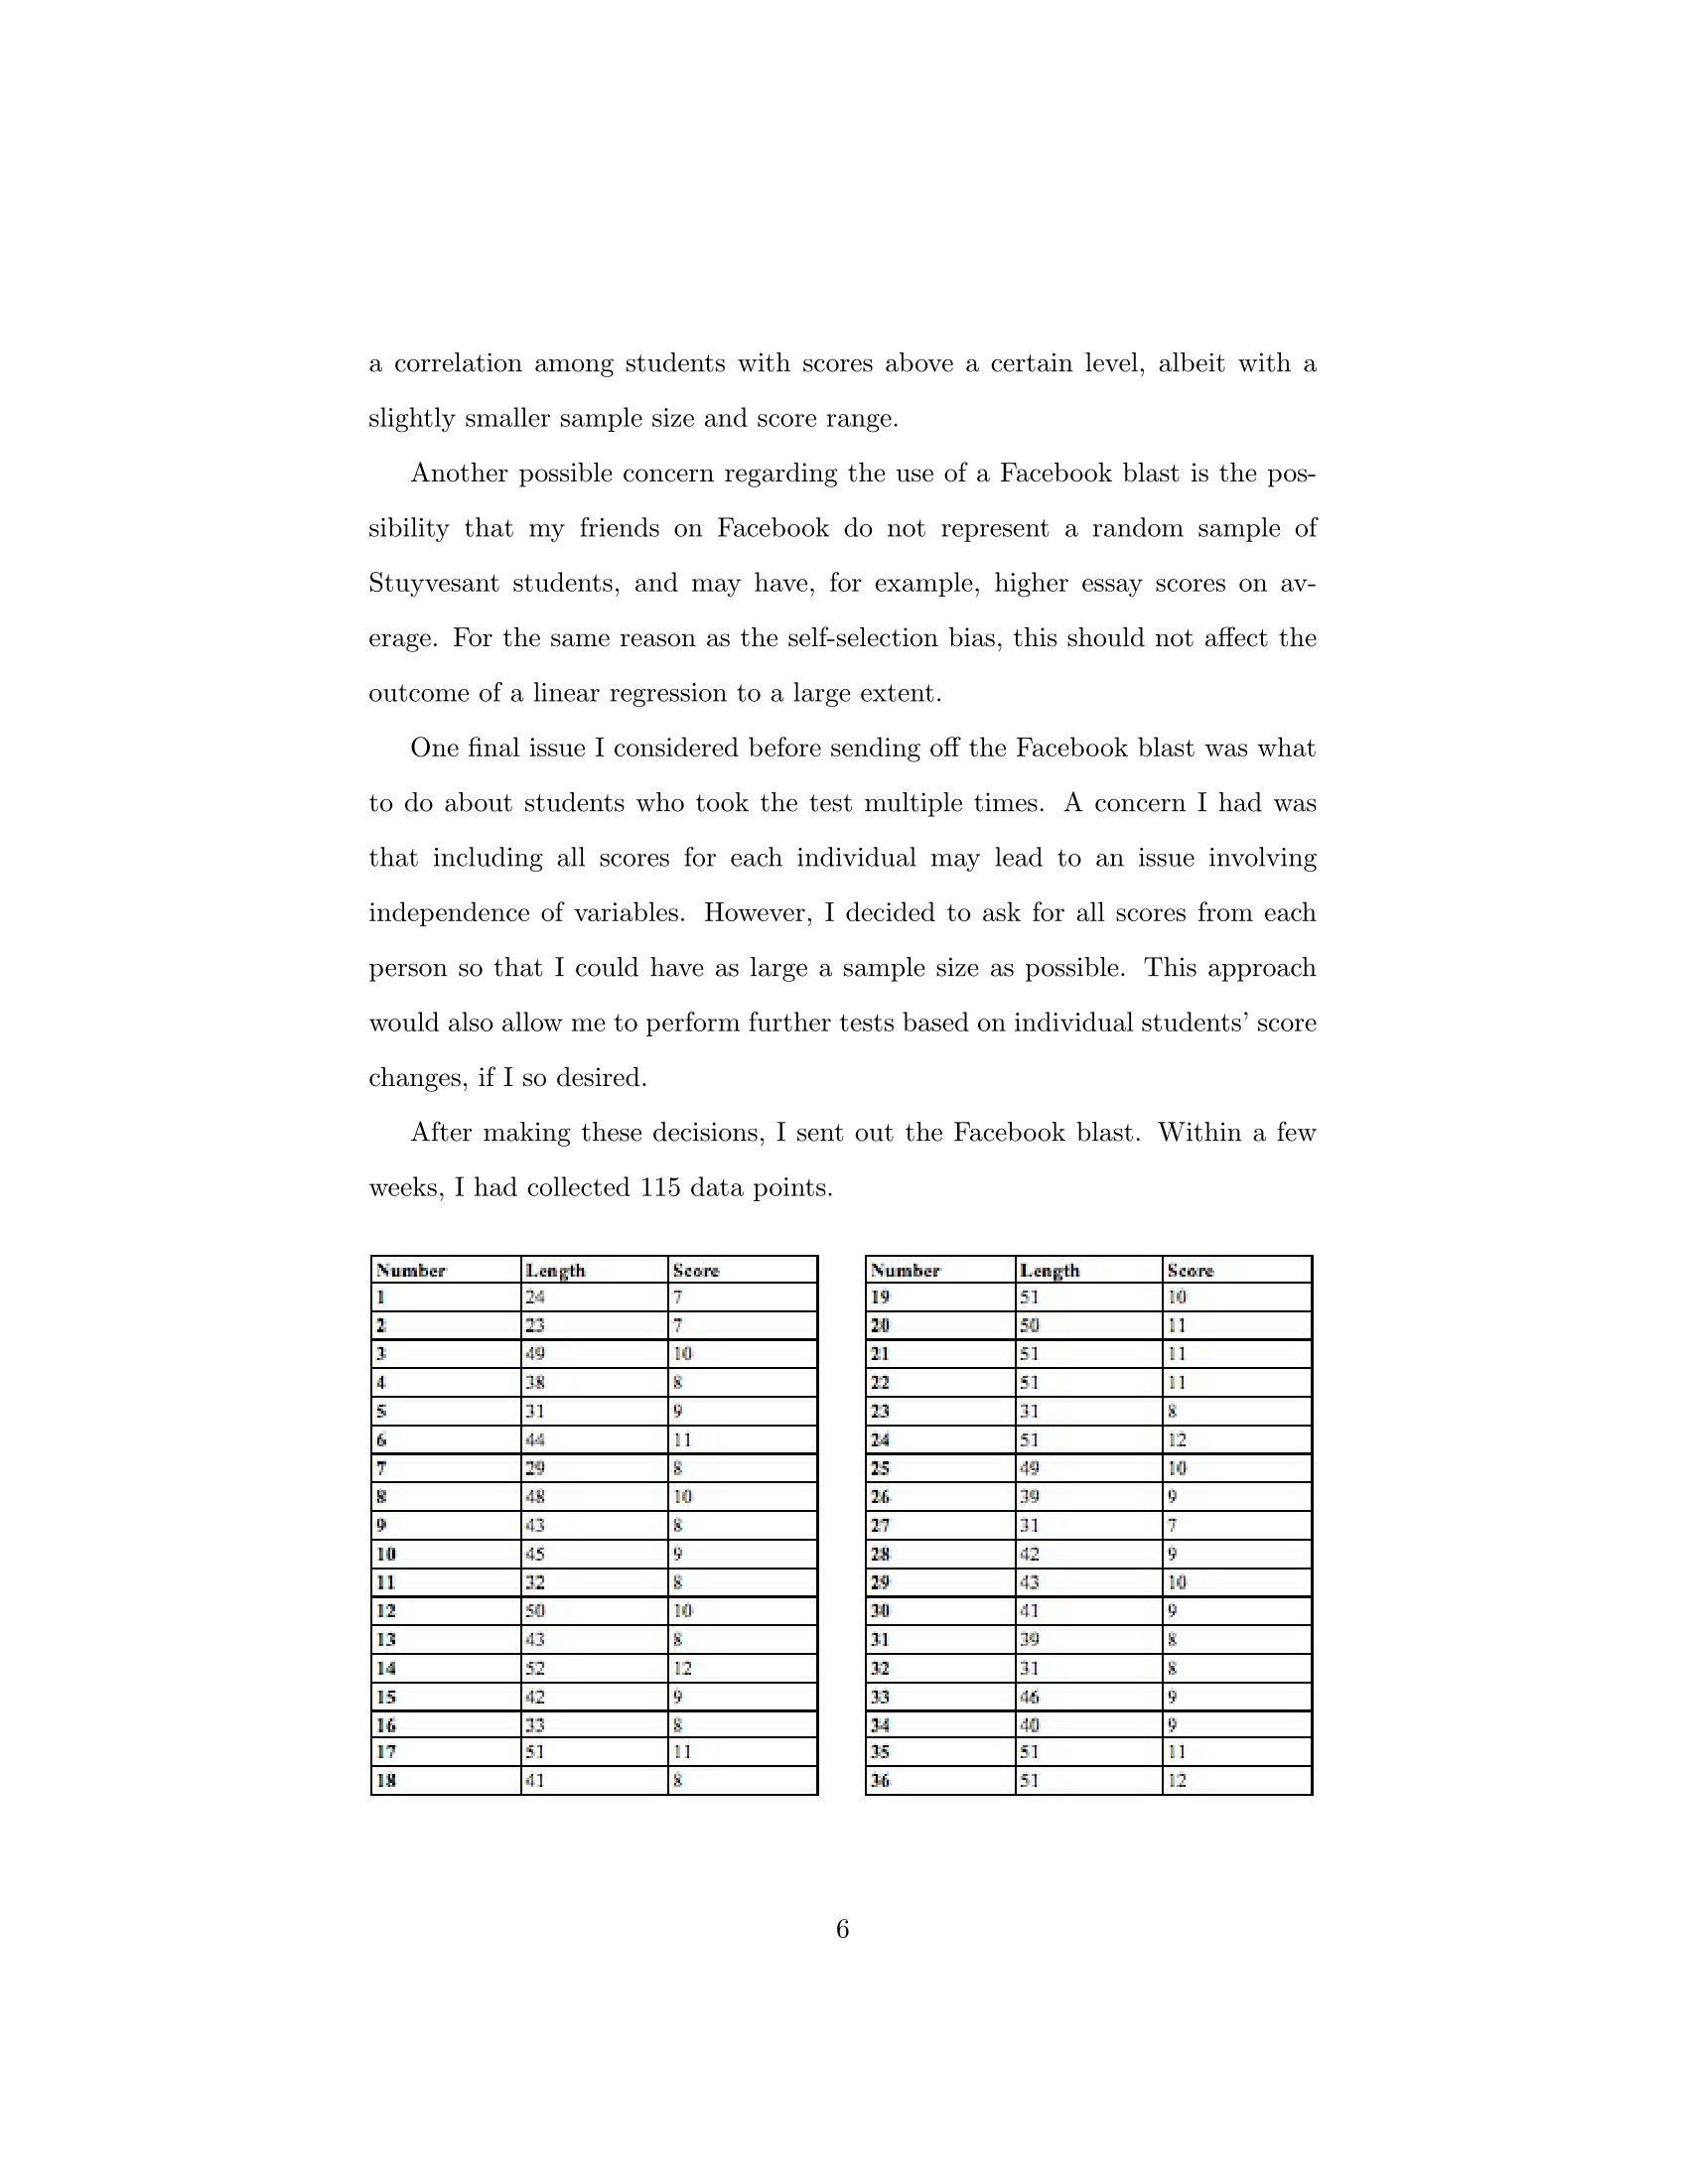 a correlation among students with scores above a certain level, albeit with a
slightly smaller sample size and score range.
Another possible concern regarding the use of a Facebook blast is the pos-
sibility that my friends on Facebook do not represent a random sample of
Stuyvesant students, and may have, for example, higher essay scores on av-
erage. For the same reason as the self-selection bias, this should not affect the
outcome of a linear regression to a large extent.
One final issue I considered before sending off the Facebook blast was what
to do about students who took the test multiple times. A concern I had was
that including all scores for each individual may lead to an issue involving
independence of variables. However, I decided to ask for all scores from each
person so that I could have as large a sample size as possible. This approach
would also allow me to perform further tests based on individual students' score
changes, if I so desired.
After making these decisions, I sent out the Facebook blast. Within a few
weeks, I had collected 115 data points.
Number Length Score
1 24 7
2 23 7
3 49 10
4 38 8
5 31 9
6 44 11
7 29 8
8 48 10
9 43 8
10 45 9
11 32 8
12 50 10
13 43 8
14 52 12
15 42 9
16 33 8
17 51 11
18 41 8
Number Length Score
19 51 10
20 50 11
21 51 11
22 51 11
23 31 8
24 51 12
25 49 10
26 39 9
27 31 7
28 42 9
29 43 10
30 41 9
31 39 8
32 31 8
33 46 9
34 40 9
35 51 11
36 51 12
6